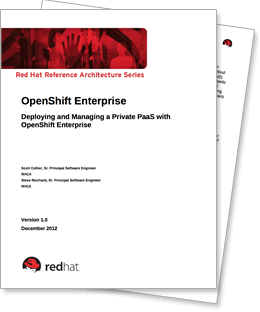 Red Hat Reference Architecture Series
OpenShift Enterprise
Deploying and Managing a Private PaaS with
OpenShift Enterprise
Scott Collier, Sr. Principal Software Engineer
RHCA
Steve Reichard, Sr. Principal Software Engineer
RHCE
Version 1.0
December 2012
redhat.